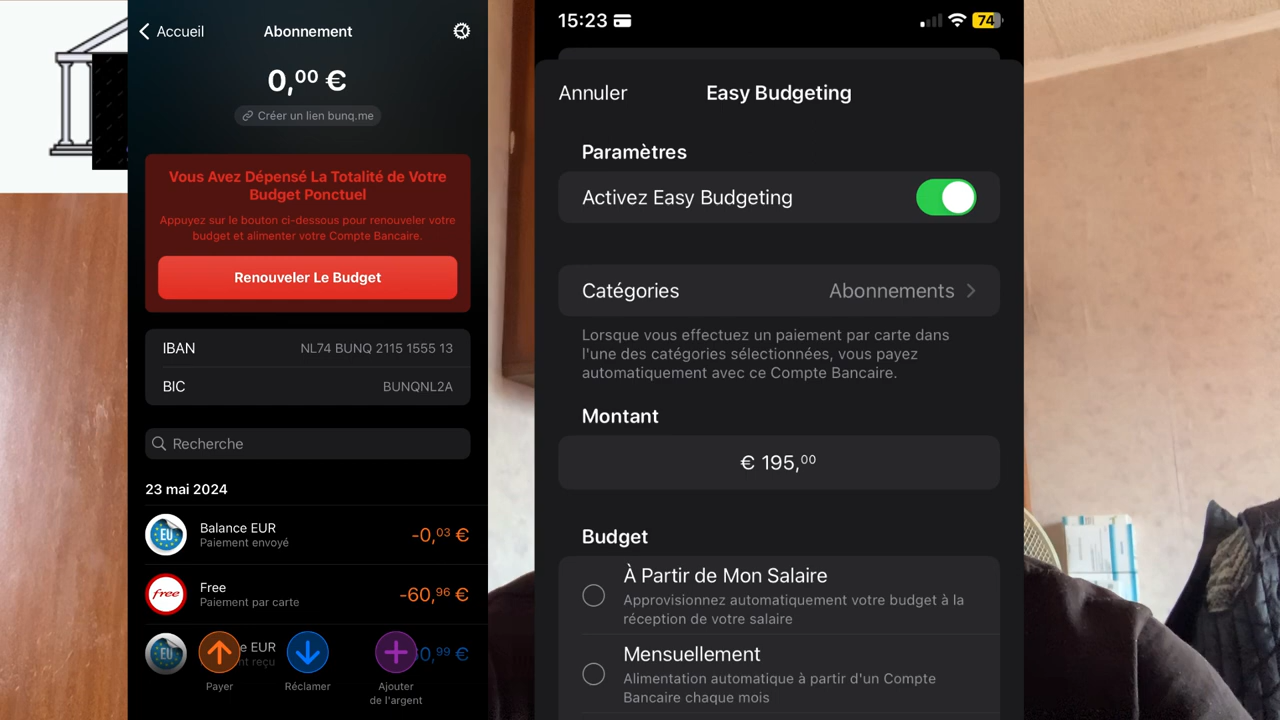 Accueil
Abonnement
0,00 €
Créer un lien bunq.me
Vous Avez Dépensé La Totalité de Votre
Budget Ponctuel
Appuyez sur le bouton ci-dessous pour renouveler votre
budget et alimenter votre Compte Bancaire.
Renouveler Le Budget
IBAN NL74 BUNQ 2115 1555 13
BIC BUNQNL2A
Recherche
23 mai 2024
EU
Balance EUR
-0,03 €
Paiement envoyé
free
Free
-60,96 €
Paiement par carte
e EUR
0,99 €
nt reçu
Payer
Réclamer
Ajouter
de l'argent
15:23
74
Annuler
Easy Budgeting
Paramètres
Activez Easy Budgeting
Catégories
Abonnements
Lorsque vous effectuez un paiement par carte dans
l'une des catégories sélectionnées, vous payez
automatiquement avec ce Compte Bancaire.
Montant
€ 195,00
Budget
À Partir de Mon Salaire
Approvisionnez automatiquement votre budget à la
réception de votre salaire
Mensuellement
Alimentation automatique à partir d'un Compte
Bancaire chaque mois